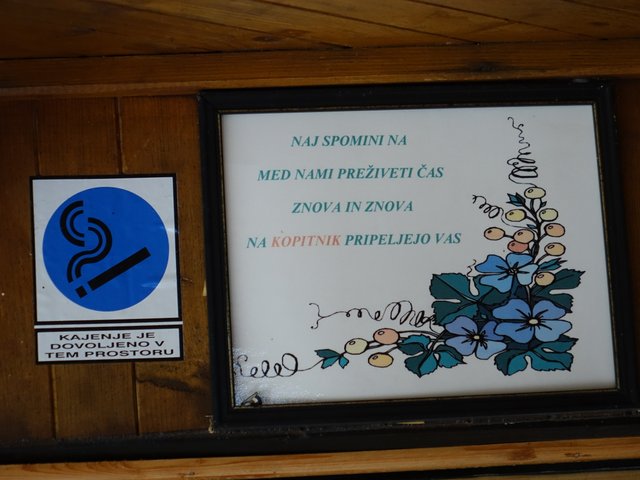 NAJ SPOMINI NA
MED NAMI PREŽIVETI ČAS
ZNOVA IN ZNOVA
NA KOPITNIK PRIPELJEJO VAS
KAJENJE JE
DOVOLJENO V
TEM PROSTORU